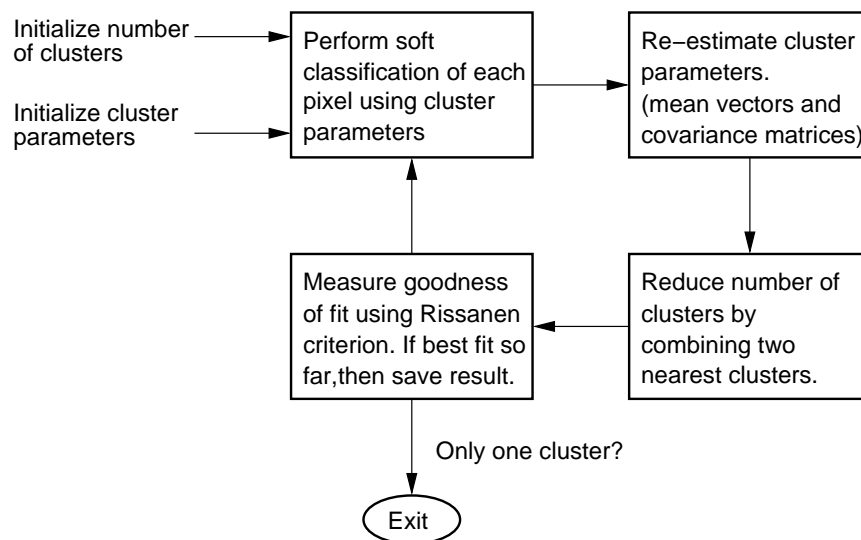 Initialize number
of clusters
Initialize cluster
parameters
Perform soft
classification of each
pixel using cluster
parameters
Re−estimate cluster
parameters.
(mean vectors and
covariance matrices)
Measure goodness
of fit using Rissanen
criterion. If best fit so
far,then save result.
Reduce number of
clusters by
combining two
nearest clusters.
Only one cluster?
Exit